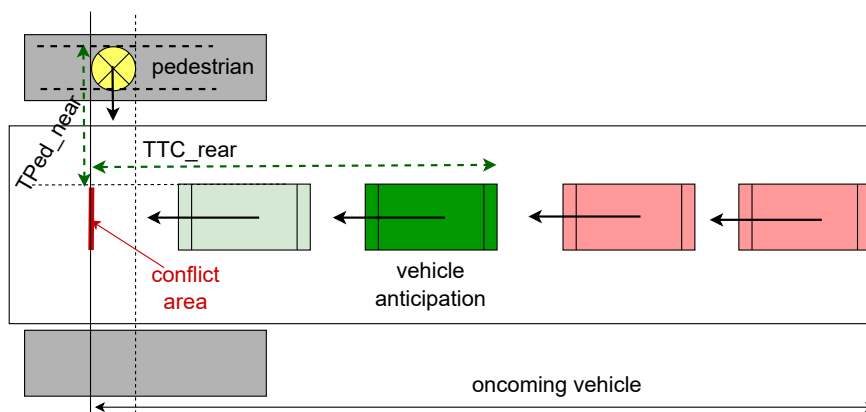 pedestrian
TPed_near
TTC_rear
conflict
area
vehicle
anticipation
oncoming vehicle